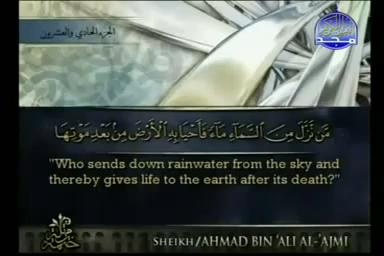 الجزء الحادي والعشرون
مَّن نَّزَّلَ مِنَ السَّمَاءِ مَاءً فَأَحْيَا بِهِ الْأَرْضَ مِنْ بَعْدِ مَوْتِهَا
"Who sends down rainwater from the sky and
thereby gives life to the earth after its death?"
SHEIKH/AHMAD BIN 'ALI AL-'AJMI